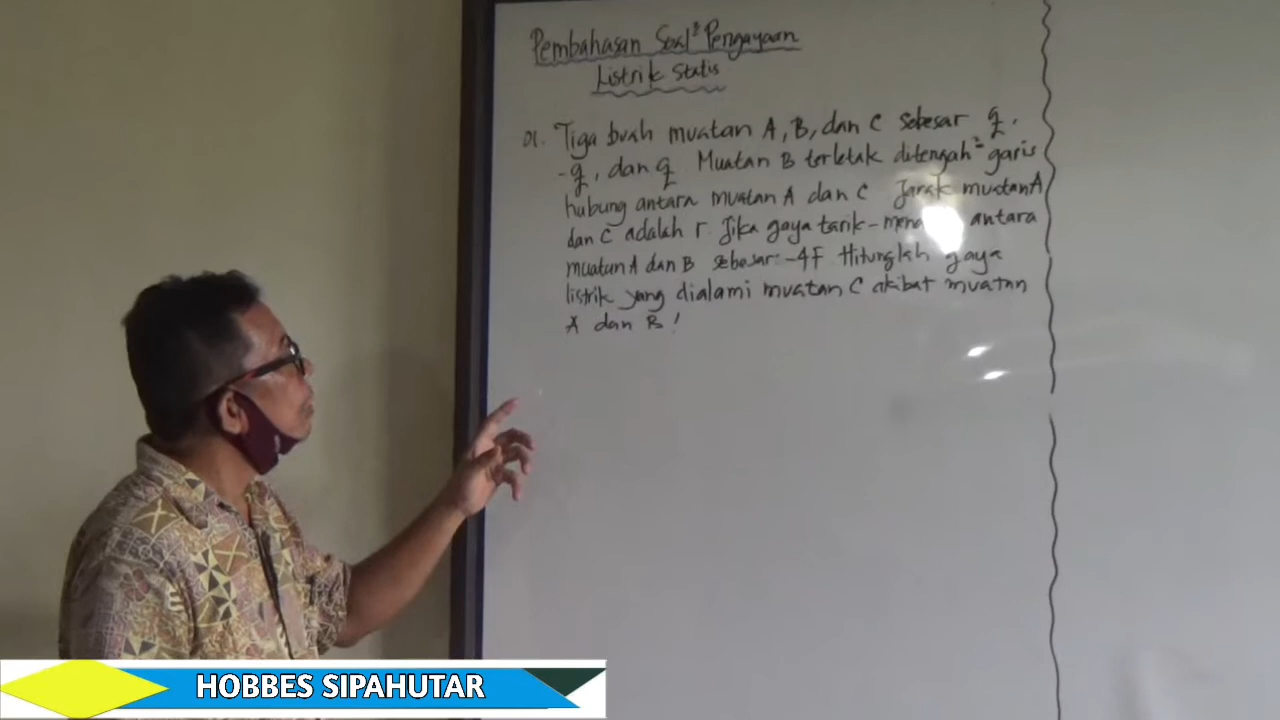 Pembahasan Soal² Pengayaan
Listrik Statis
01. Tiga buah muatan A, B, dan C sebesar q,
-q, dan q Muatan B terletak ditengah² garis
hubung antara muatan A dan C Jarak muatan A
dan C adalah r. Jika gaya tarik-menarik antara
muatan A dan B sebesar -4F Hitunglah gaya
listrik yang dialami muatan C akibat muatan
A dan B!
HOBBES SIPAHUTAR